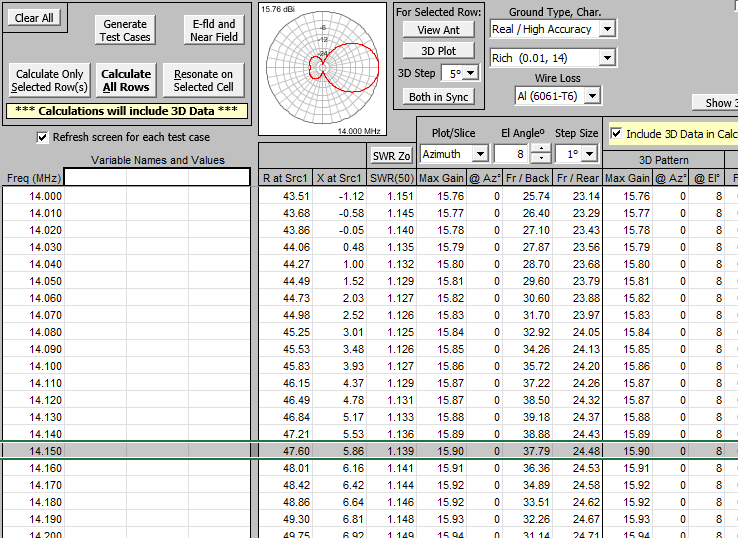 Clear All
Generate Test Cases
E-fld and Near Field
Calculate Only Selected Row(s)
Calculate All Rows
Resonate on Selected Cell
*** Calculations will include 3D Data ***
Refresh screen for each test case
15.76 dBi
-6
-12
-24
14.000 MHz
For Selected Row:
View Ant
3D Plot
3D Step 5°
Both in Sync
Ground Type, Char.
Real / High Accuracy
Rich (0.01, 14)
Wire Loss
Al (6061-T6)
Show 3
Plot/Slice El Angle° Step Size
Azimuth 8 1°
Include 3D Data in Calc
Variable Names and Values
SWR Zo
3D Pattern
Freq (MHz) R at Src1 X at Src1 SWR(50) Max Gain @ Az° Fr / Back Fr / Rear Max Gain @ Az° @ El° F
14.000 43.51 -1.12 1.151 15.76 0 25.74 23.14 15.76 0 8
14.010 43.68 -0.58 1.145 15.77 0 26.40 23.29 15.77 0 8
14.020 43.86 -0.05 1.140 15.78 0 27.10 23.43 15.78 0 8
14.030 44.06 0.48 1.135 15.79 0 27.87 23.56 15.79 0 8
14.040 44.27 1.00 1.132 15.80 0 28.70 23.68 15.80 0 8
14.050 44.49 1.52 1.129 15.81 0 29.60 23.79 15.81 0 8
14.060 44.73 2.03 1.127 15.82 0 30.60 23.88 15.82 0 8
14.070 44.98 2.52 1.126 15.83 0 31.70 23.97 15.83 0 8
14.080 45.25 3.01 1.125 15.84 0 32.92 24.05 15.84 0 8
14.090 45.53 3.48 1.126 15.85 0 34.26 24.13 15.85 0 8
14.100 45.83 3.93 1.127 15.86 0 35.72 24.20 15.86 0 8
14.110 46.15 4.37 1.129 15.87 0 37.22 24.26 15.87 0 8
14.120 46.49 4.78 1.131 15.87 0 38.50 24.32 15.87 0 8
14.130 46.84 5.17 1.133 15.88 0 39.18 24.37 15.88 0 8
14.140 47.21 5.53 1.136 15.89 0 38.88 24.43 15.89 0 8
14.150 47.60 5.86 1.139 15.90 0 37.79 24.48 15.90 0 8
14.160 48.01 6.16 1.141 15.91 0 36.36 24.53 15.91 0 8
14.170 48.42 6.42 1.144 15.92 0 34.89 24.58 15.92 0 8
14.180 48.86 6.64 1.146 15.92 0 33.51 24.62 15.92 0 8
14.190 49.30 6.81 1.148 15.93 0 32.26 24.67 15.93 0 8
14.200 49.75 6.92 1.149 15.94 0 31.14 24.71 15.94 0 8